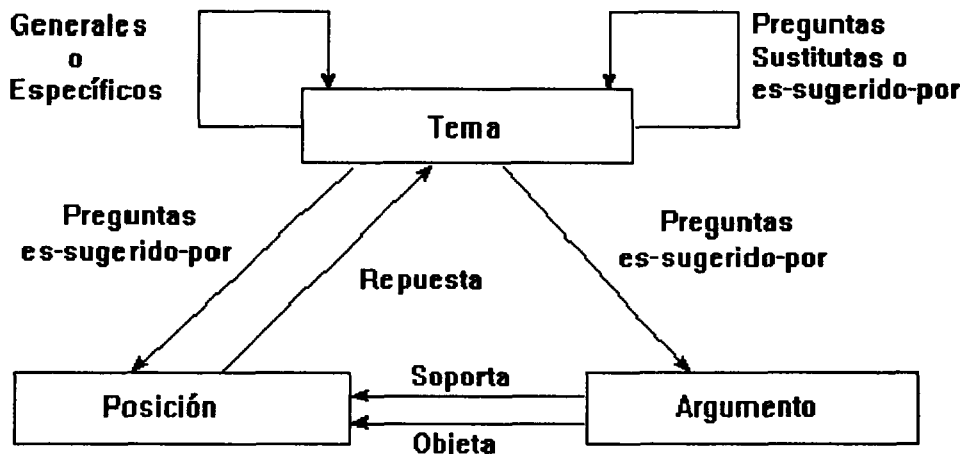 Generales
o
Específicos
Preguntas
Sustitutas o
es-sugerido-por
Tema
Preguntas
es-sugerido-por
Repuesta
Preguntas
es-sugerido-por
Posición
Soporta
Objeta
Argumento